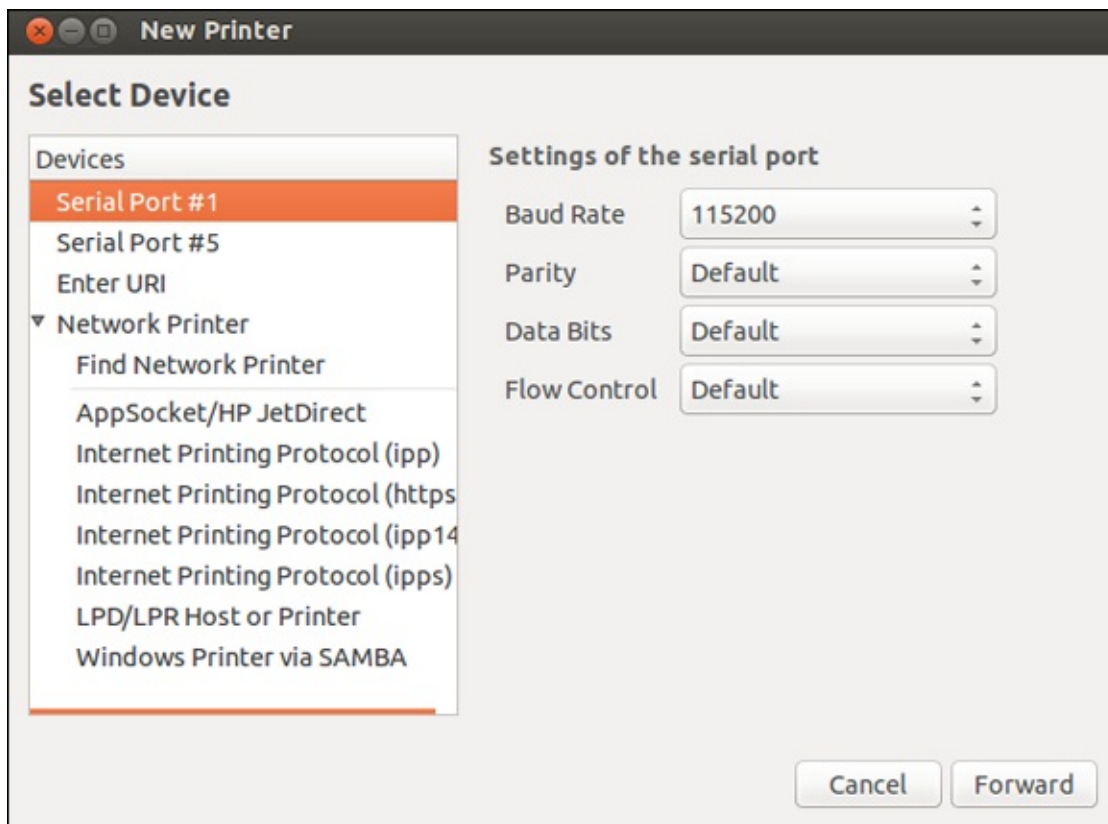 New Printer
Select Device
Devices
Serial Port #1
Serial Port #5
Enter URI
Network Printer
Find Network Printer
AppSocket/HP JetDirect
Internet Printing Protocol (ipp)
Internet Printing Protocol (https
Internet Printing Protocol (ipp14
Internet Printing Protocol (ipps)
LPD/LPR Host or Printer
Windows Printer via SAMBA
Settings of the serial port
Baud Rate 115200
Parity Default
Data Bits Default
Flow Control Default
Cancel Forward